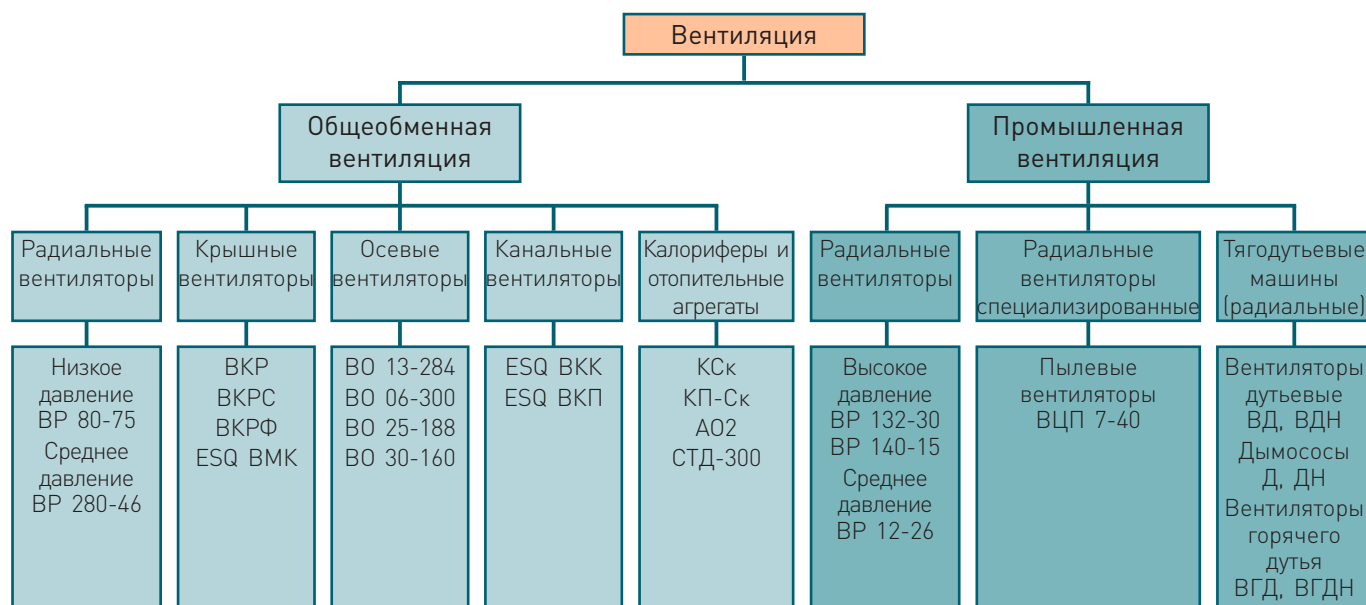 Вентиляция
Общеобменная
вентиляция
Промышленная
вентиляция
Радиальные
вентиляторы
Крышные
вентиляторы
Осевые
вентиляторы
Канальные
вентиляторы
Калориферы и
отопительные
агрегаты
Радиальные
вентиляторы
Радиальные
вентиляторы
специализированные
Тягодутьевые
машины
(радиальные)
Низкое
давление
ВР 80-75
Среднее
давление
ВР 280-46
ВКР
ВКРС
ВКРФ
ESQ ВМК
ВО 13-284
ВО 06-300
ВО 25-188
ВО 30-160
ESQ ВКК
ESQ ВКП
КСк
КП-Ск
АО2
СТД-300
Высокое
давление
ВР 132-30
ВР 140-15
Среднее
давление
ВР 12-26
Пылевые
вентиляторы
ВЦП 7-40
Вентиляторы
дутьевые
ВД, ВДН
Дымососы
Д, ДН
Вентиляторы
горячего
дутья
ВГД, ВГДН